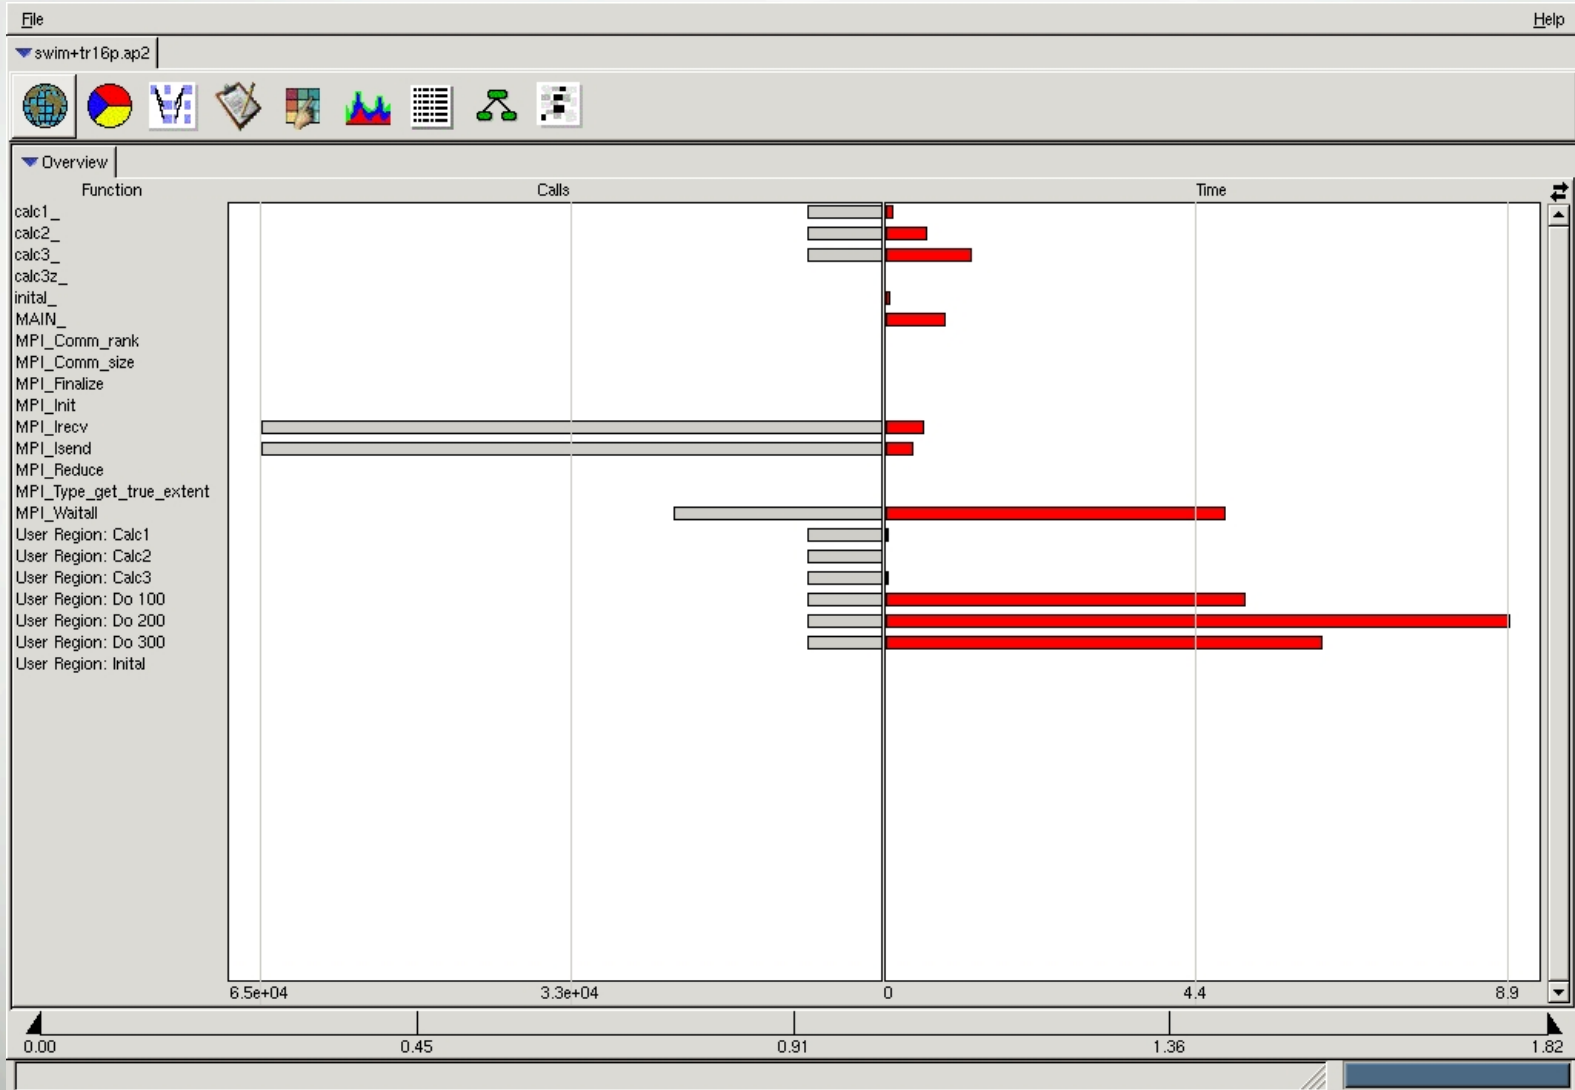 File Help
swim+tr16p.ap2
Overview
Function Calls Time
calc1_
calc2_
calc3_
calc3z_
inital_
MAIN_
MPI_Comm_rank
MPI_Comm_size
MPI_Finalize
MPI_Init
MPI_Irecv
MPI_Isend
MPI_Reduce
MPI_Type_get_true_extent
MPI_Waitall
User Region: Calc1
User Region: Calc2
User Region: Calc3
User Region: Do 100
User Region: Do 200
User Region: Do 300
User Region: Inital
6.5e+04 3.3e+04 0 4.4 8.9
0.00 0.45 0.91 1.36 1.82